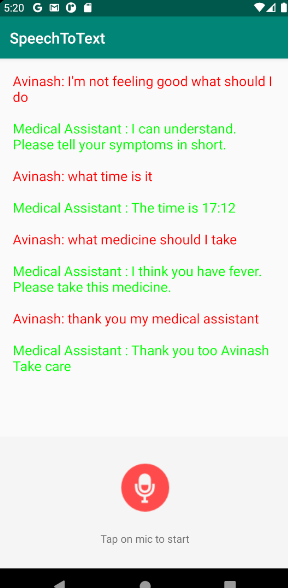 5:20
SpeechToText
Avinash: I'm not feeling good what should I
do
Medical Assistant : I can understand.
Please tell your symptoms in short.
Avinash: what time is it
Medical Assistant : The time is 17:12
Avinash: what medicine should I take
Medical Assistant : I think you have fever.
Please take this medicine.
Avinash: thank you my medical assistant
Medical Assistant : Thank you too Avinash
Take care
Tap on mic to start